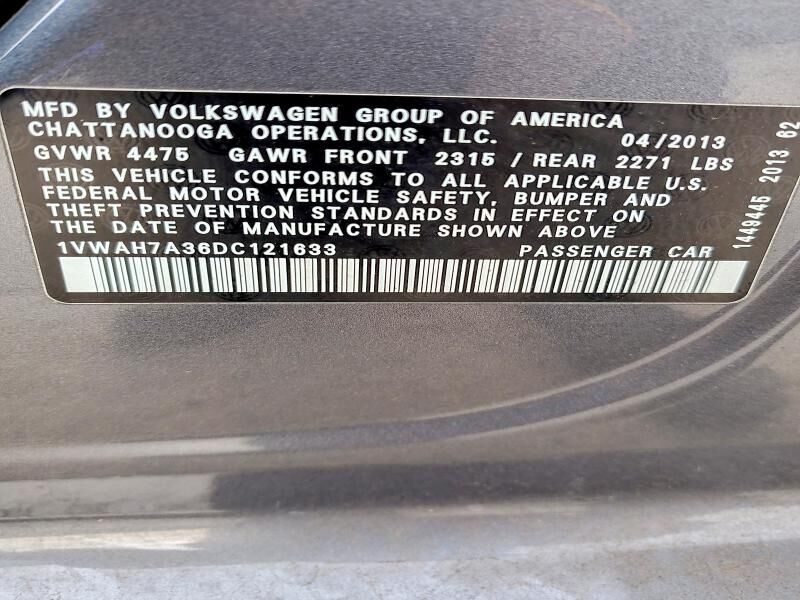 MFD BY VOLKSWAGEN GROUP OF AMERICA
CHATTANOOGA OPERATIONS, LLC. 04/2013
GVWR 4475 GAWR FRONT 2315 / REAR 2271 LBS
THIS VEHICLE CONFORMS TO ALL APPLICABLE U.S.
FEDERAL MOTOR VEHICLE SAFETY, BUMPER AND
THEFT PREVENTION STANDARDS IN EFFECT ON
THE DATE OF MANUFACTURE SHOWN ABOVE
1VWAH7A36DC121633 PASSENGER CAR
1449445 2013 62